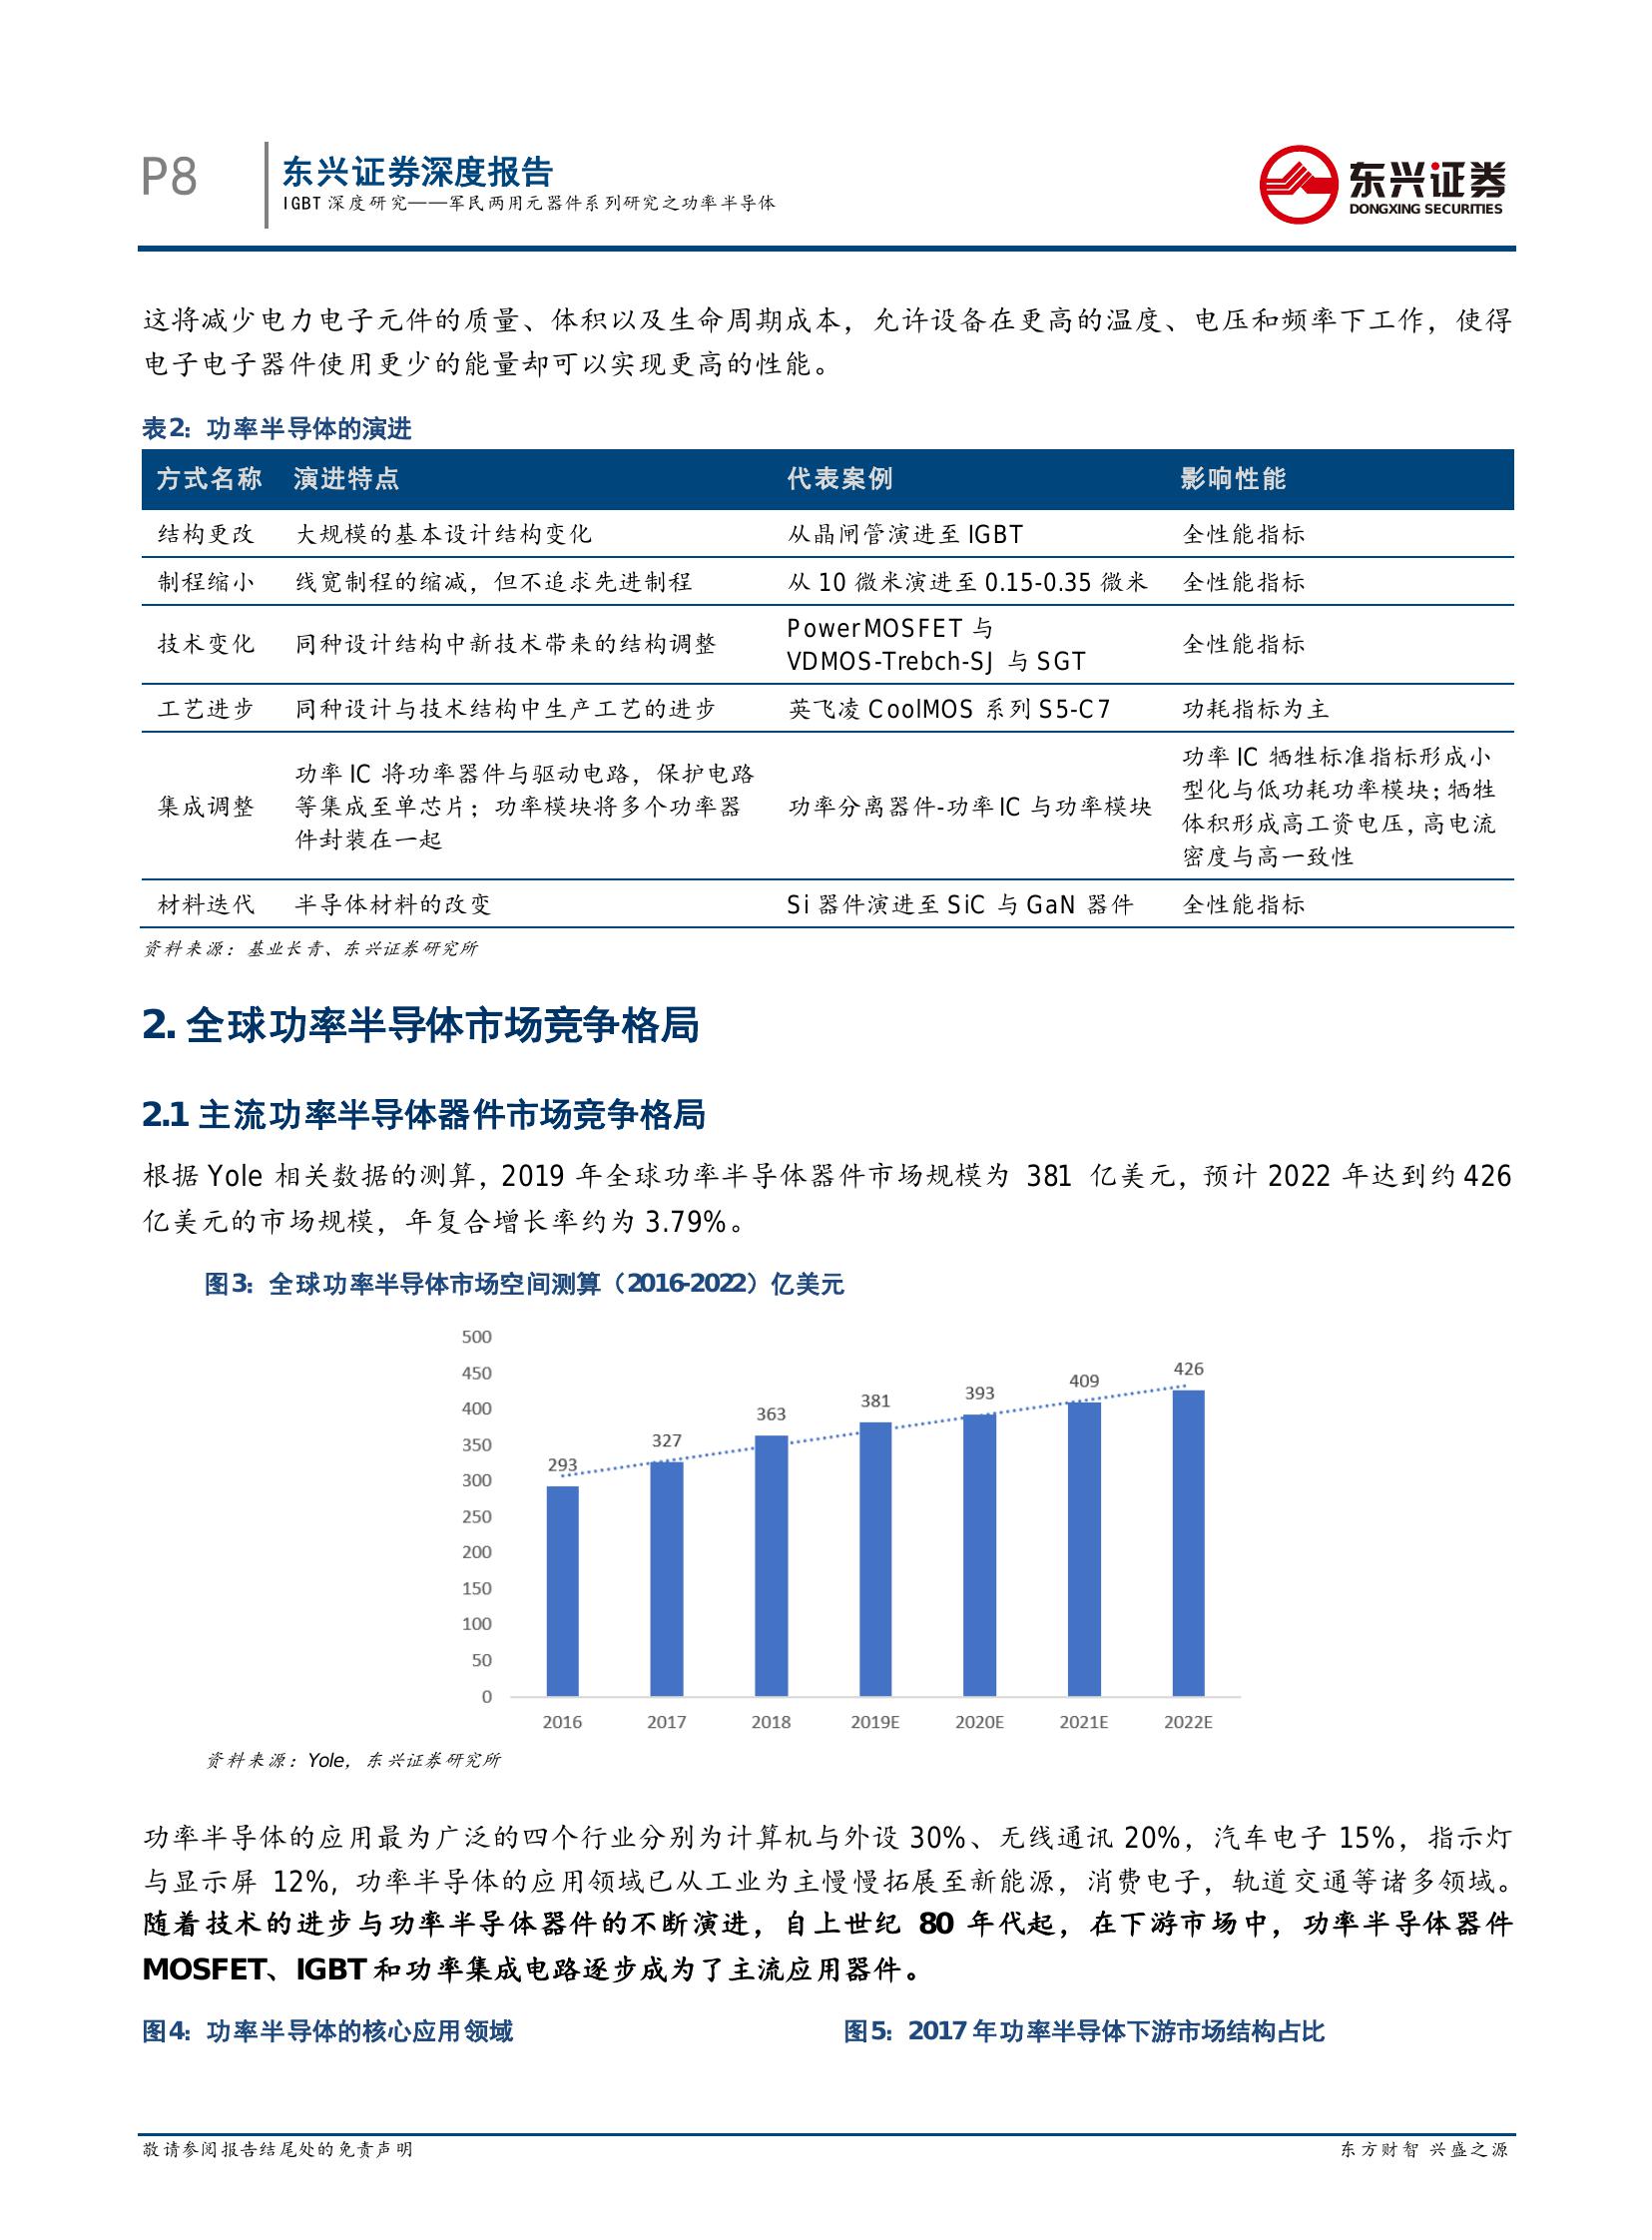 P8
东兴证券深度报告
IGBT 深度研究——军民两用元器件系列研究之功率半导体
东兴证券
DONGXING SECURITIES
这将减少电力电子元件的质量、体积以及生命周期成本，允许设备在更高的温度、电压和频率下工作，使得
电子电子器件使用更少的能量却可以实现更高的性能。
表2：功率半导体的演进
方式名称 演进特点 代表案例 影响性能
结构更改 大规模的基本设计结构变化 从晶闸管演进至 IGBT 全性能指标
制程缩小 线宽制程的缩减，但不追求先进制程 从 10 微米演进至 0.15-0.35 微米 全性能指标
技术变化 同种设计结构中新技术带来的结构调整 PowerMOSFET 与
VDMOS-Trebch-SJ 与 SGT 全性能指标
工艺进步 同种设计与技术结构中生产工艺的进步 英飞凌 CoolMOS 系列 S5-C7 功耗指标为主
集成调整
功率 IC 将功率器件与驱动电路，保护电路
等集成至单芯片；功率模块将多个功率器
件封装在一起
功率分离器件-功率 IC 与功率模块
功率 IC 牺牲标准指标形成小
型化与低功耗功率模块；牺牲
体积形成高工资电压，高电流
密度与高一致性
材料迭代 半导体材料的改变 Si 器件演进至 SiC 与 GaN 器件 全性能指标
资料来源：基业长青、东兴证券研究所
2. 全球功率半导体市场竞争格局
2.1 主流功率半导体器件市场竞争格局
根据 Yole 相关数据的测算，2019 年全球功率半导体器件市场规模为 381 亿美元，预计 2022 年达到约 426
亿美元的市场规模，年复合增长率约为 3.79%。
图3：全球功率半导体市场空间测算（2016-2022）亿美元
500
450
400
350
300
250
200
150
100
50
0
293
327
363
381
393
409
426
2016 2017 2018 2019E 2020E 2021E 2022E
资料来源：Yole，东兴证券研究所
功率半导体的应用最为广泛的四个行业分别为计算机与外设 30%、无线通讯 20%，汽车电子 15%，指示灯
与显示屏 12%, 功率半导体的应用领域已从工业为主慢慢拓展至新能源，消费电子，轨道交通等诸多领域。
随着技术的进步与功率半导体器件的不断演进，自上世纪 80 年代起，在下游市场中，功率半导体器件
MOSFET、IGBT 和功率集成电路逐步成为了主流应用器件。
图4：功率半导体的核心应用领域 图5：2017 年功率半导体下游市场结构占比
敬请参阅报告结尾处的免责声明 东方财智 兴盛之源